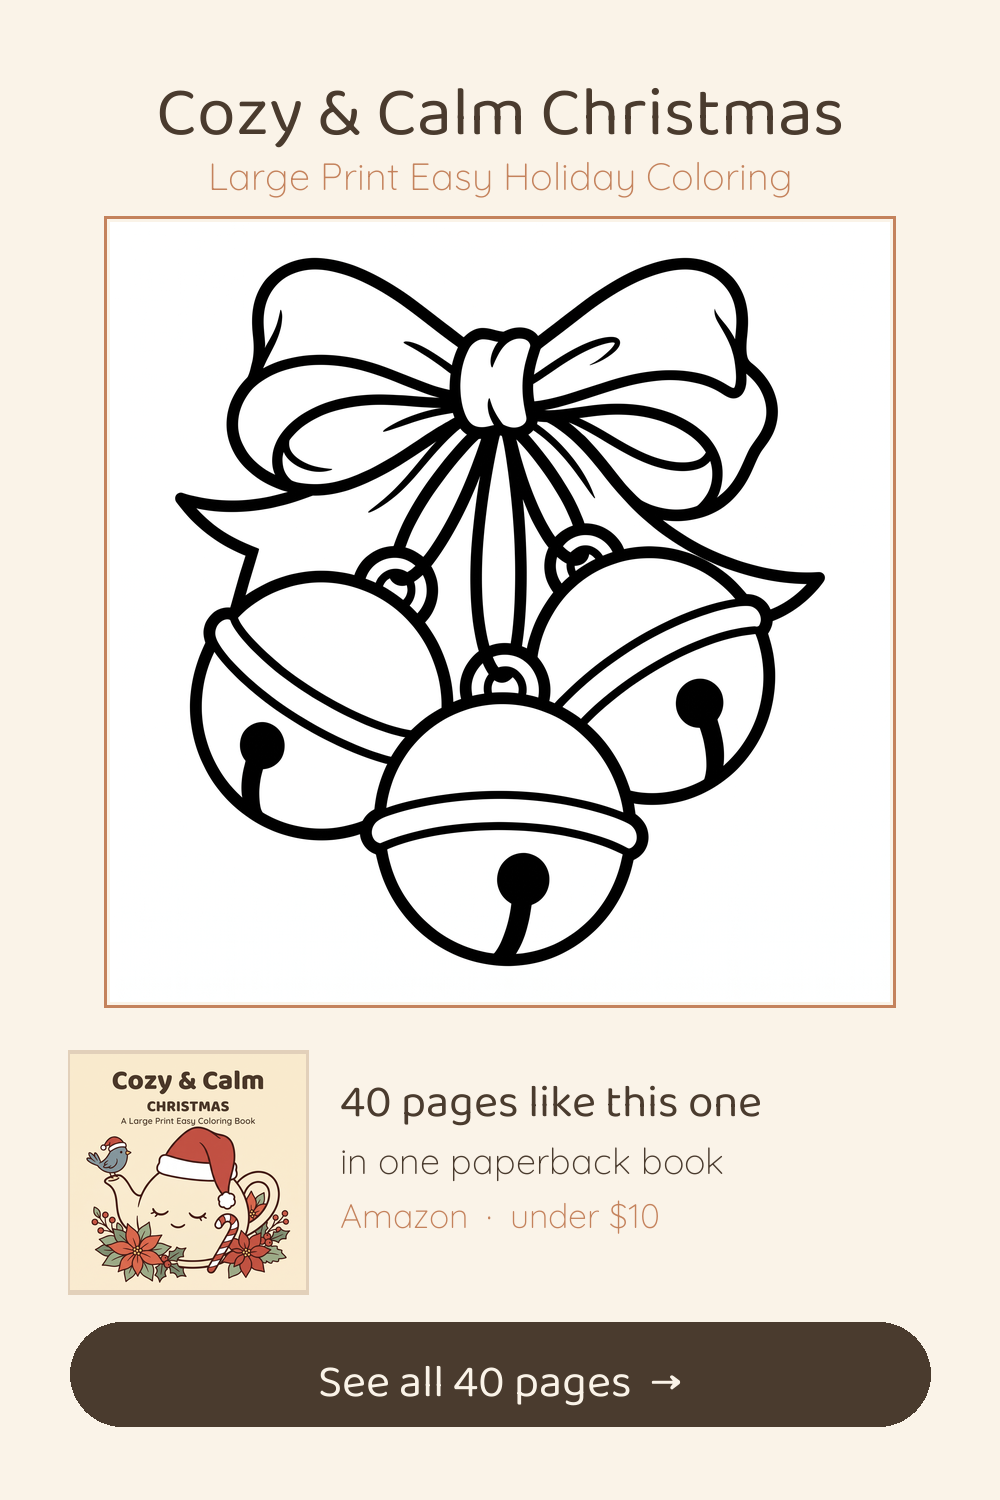 Cozy & Calm Christmas
Large Print Easy Holiday Coloring
Cozy & Calm
CHRISTMAS
A Large Print Easy Coloring Book
40 pages like this one
in one paperback book
Amazon · under $10
See all 40 pages →